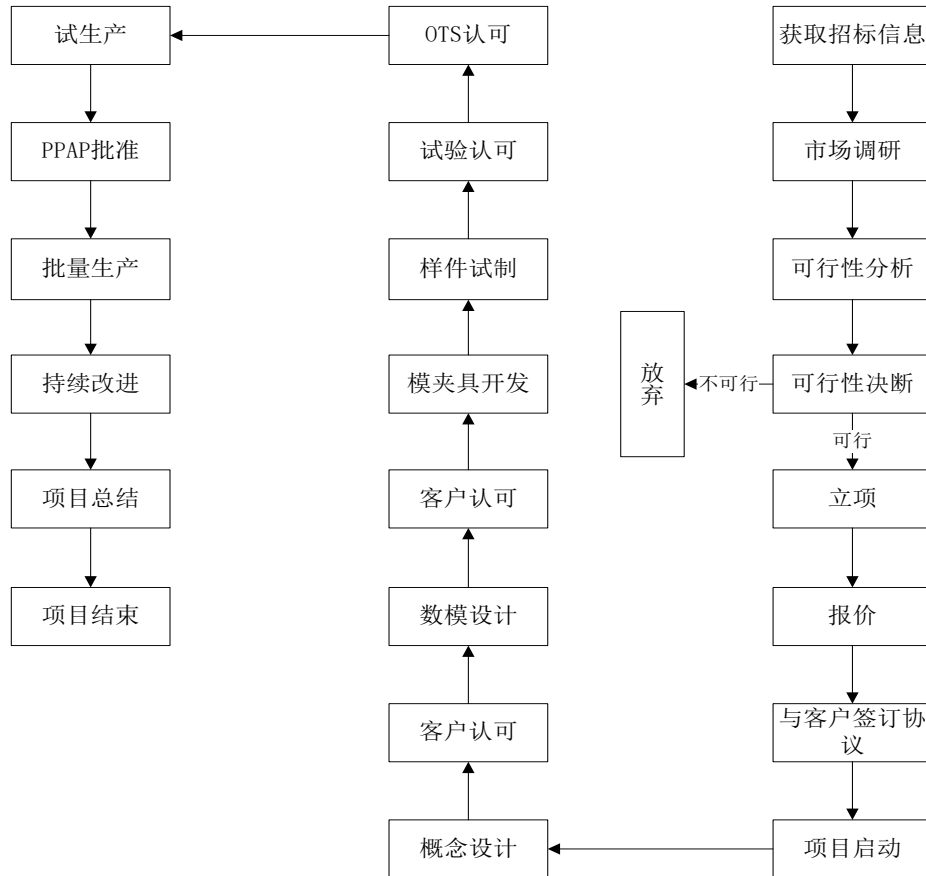 获取招标信息
市场调研
可行性分析
可行性决断
不可行
放
弃
可行
立项
报价
与客户签订协
议
项目启动
概念设计
客户认可
数模设计
客户认可
模夹具开发
样件试制
试验认可
OTS认可
试生产
PPAP批准
批量生产
持续改进
项目总结
项目结束